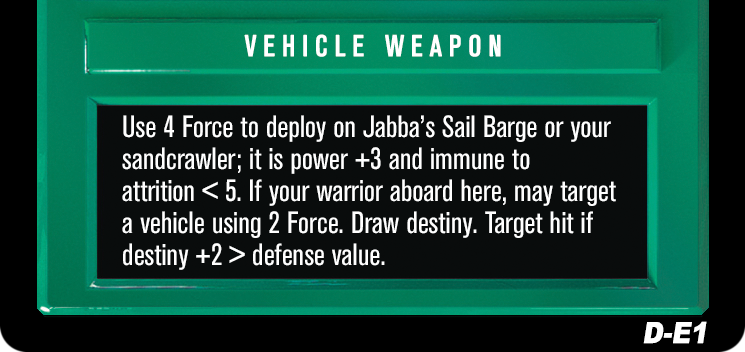 VEHICLE WEAPON
Use 4 Force to deploy on Jabba’s Sail Barge or your
sandcrawler; it is power +3 and immune to
attrition < 5. If your warrior aboard here, may target
a vehicle using 2 Force. Draw destiny. Target hit if
destiny +2 > defense value.
D-E1